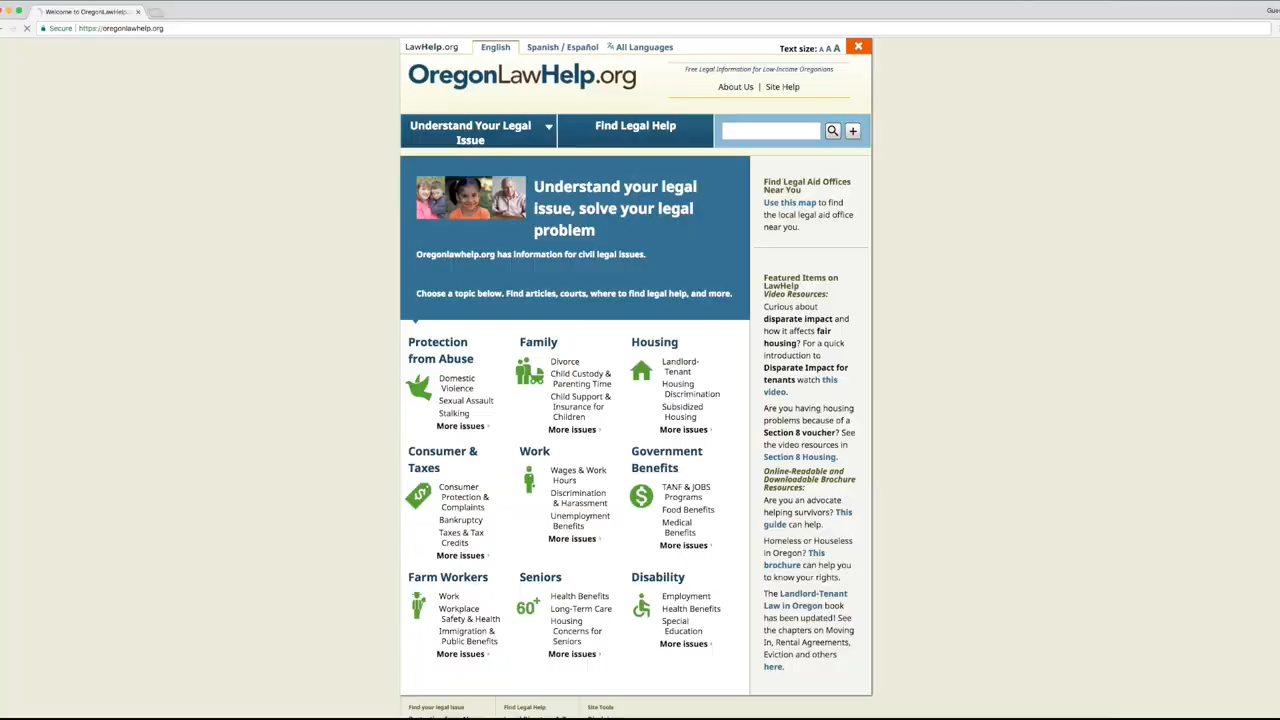 Welcome to OregonLawHelp.
Secure
https://oregonlawhelp.org
LawHelp.org
English
Spanish / Español
All Languages
Text size: A A A
OregonLawHelp.org
Free Legal Information for Low-Income Oregonians
About Us | Site Help
Understand Your Legal
Issue
Find Legal Help
Understand your legal
issue, solve your legal
problem
Oregonlawhelp.org has information for civil legal issues.
Choose a topic below. Find articles, courts, where to find legal help, and more.
Protection
from Abuse
Domestic
Violence
Sexual Assault
Stalking
More issues
Family
Divorce
Child Custody &
Parenting Time
Child Support &
Insurance for
Children
More issues
Housing
Landlord-
Tenant
Housing
Discrimination
Subsidized
Housing
More issues
Consumer &
Taxes
Consumer
Protection &
Complaints
Bankruptcy
Taxes & Tax
Credits
More issues
Work
Wages & Work
Hours
Discrimination
& Harassment
Unemployment
Benefits
More issues
Government
Benefits
TANF & JOBS
Programs
Food Benefits
Medical
Benefits
More issues
Farm Workers
Work
Workplace
Safety & Health
Immigration &
Public Benefits
More issues
Seniors
60+
Health Benefits
Long-Term Care
Housing
Concerns for
Seniors
More issues
Disability
Employment
Health Benefits
Special
Education
More issues
Find Legal Aid Offices
Near You
Use this map to find
the local legal aid office
near you.
Featured Items on
LawHelp
Video Resources:
Curious about
disparate impact and
how it affects fair
housing? For a quick
introduction to
Disparate Impact for
tenants watch this
video.
Are you having housing
problems because of a
Section 8 voucher? See
the video resources in
Section 8 Housing.
Online-Readable and
Downloadable Brochure
Resources:
Are you an advocate
helping survivors? This
guide can help.
Homeless or Houseless
in Oregon? This
brochure can help you
to know your rights.
The Landlord-Tenant
Law in Oregon book
has been updated! See
the chapters on Moving
In, Rental Agreements,
Eviction and others
here.
Find your legal issue
Find Legal Help
Site Tools